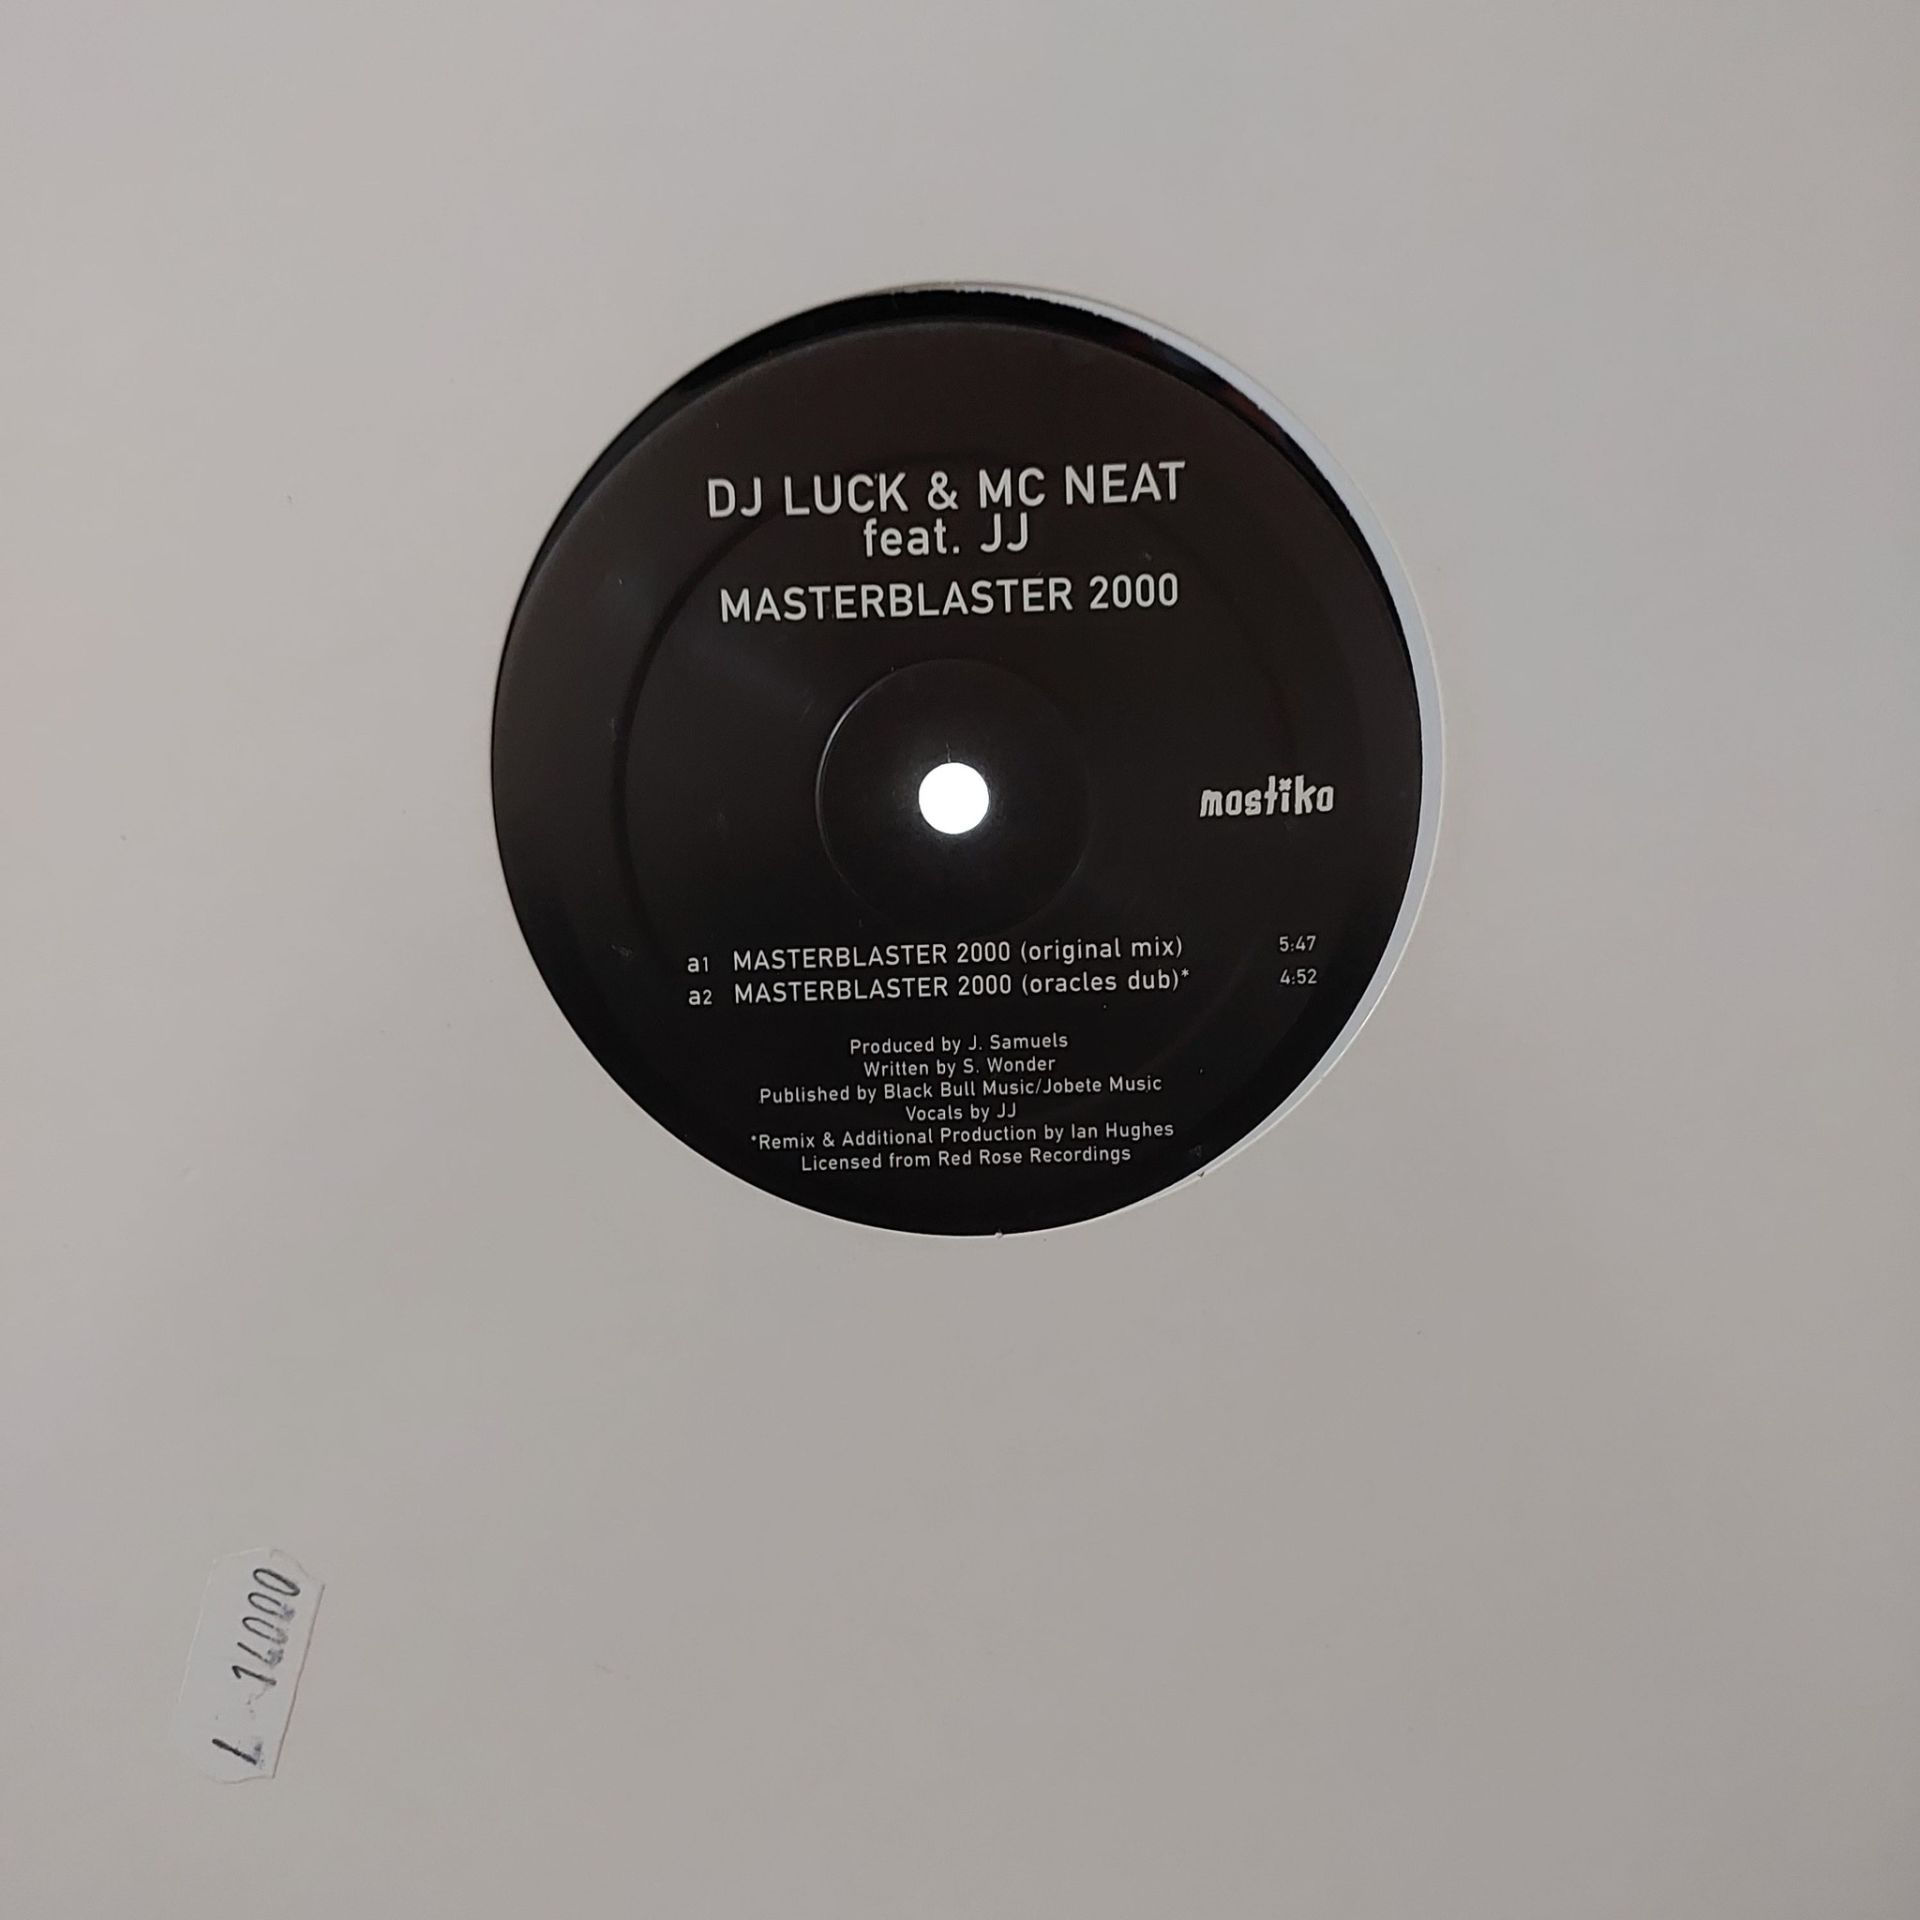 DJ LUCK & MC NEAT
feat. JJ
MASTERBLASTER 2000
mostiko
a1 MASTERBLASTER 2000 (original mix) 5:47
a2 MASTERBLASTER 2000 (oracles dub)* 4:52
Produced by J. Samuels
Written by S. Wonder
Published by Black Bull Music/Jobete Music
Vocals by JJ
*Remix & Additional Production by Ian Hughes
Licensed from Red Rose Recordings
14000